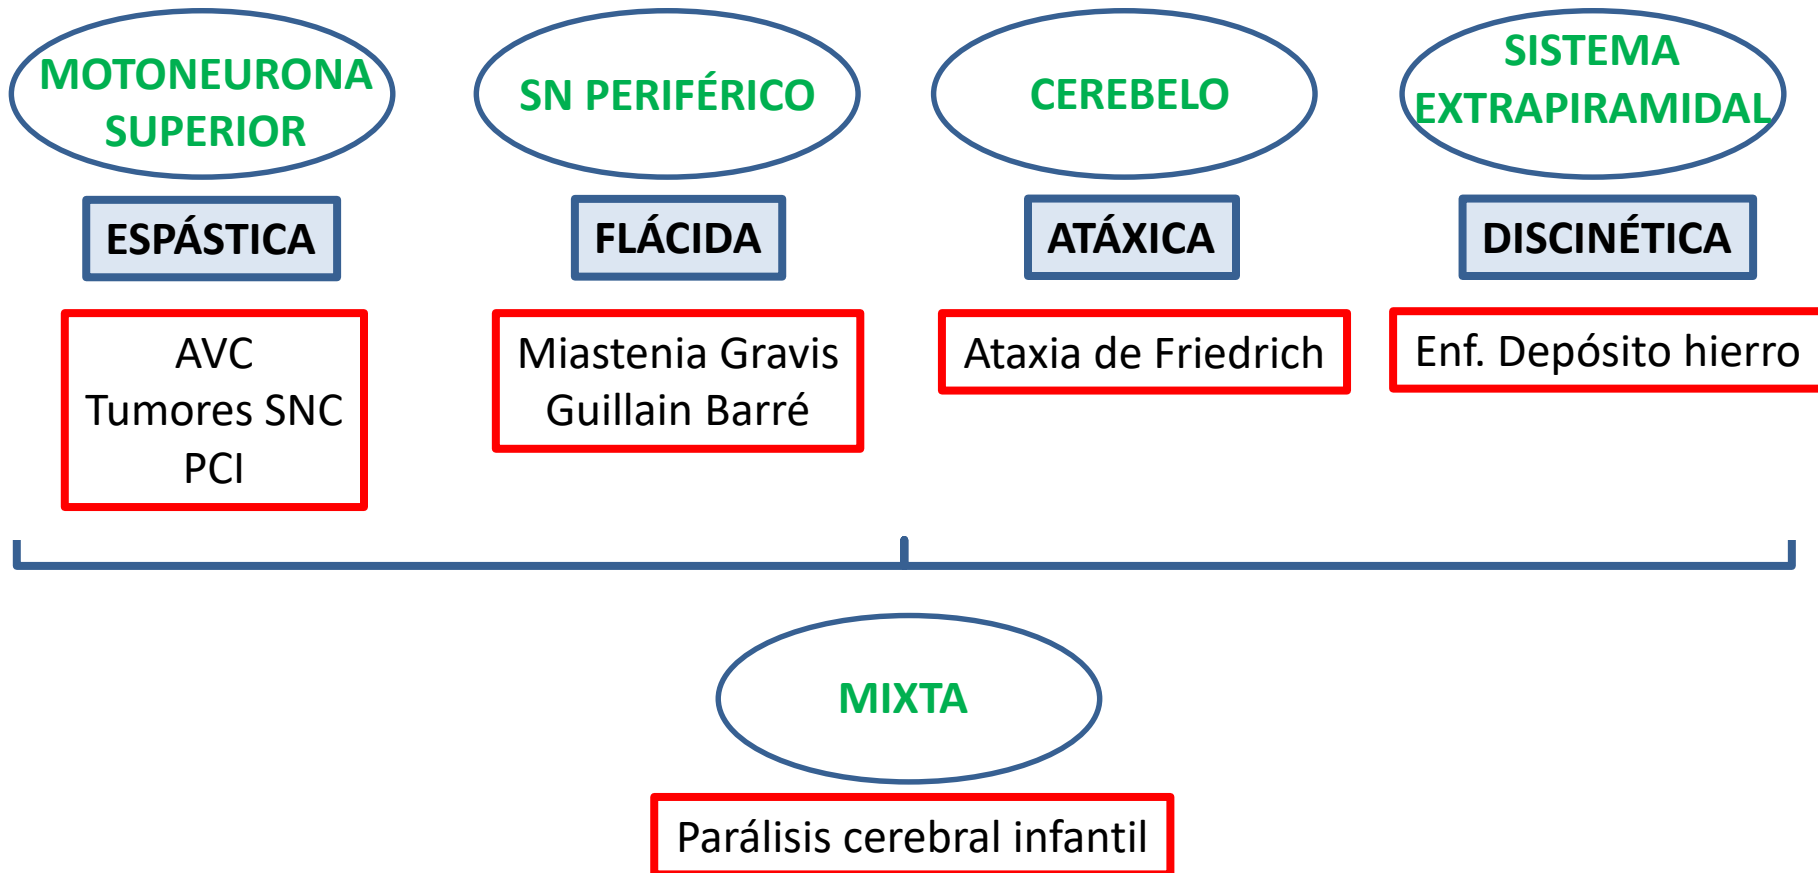 MOTONEURONA
SUPERIOR
ESPÁSTICA
AVC
Tumores SNC
PCI
SN PERIFÉRICO
FLÁCIDA
Miastenia Gravis
Guillain Barré
CEREBELO
ATÁXICA
Ataxia de Friedrich
SISTEMA
EXTRAPIRAMIDAL
DISCINÉTICA
Enf. Depósito hierro
MIXTA
Parálisis cerebral infantil